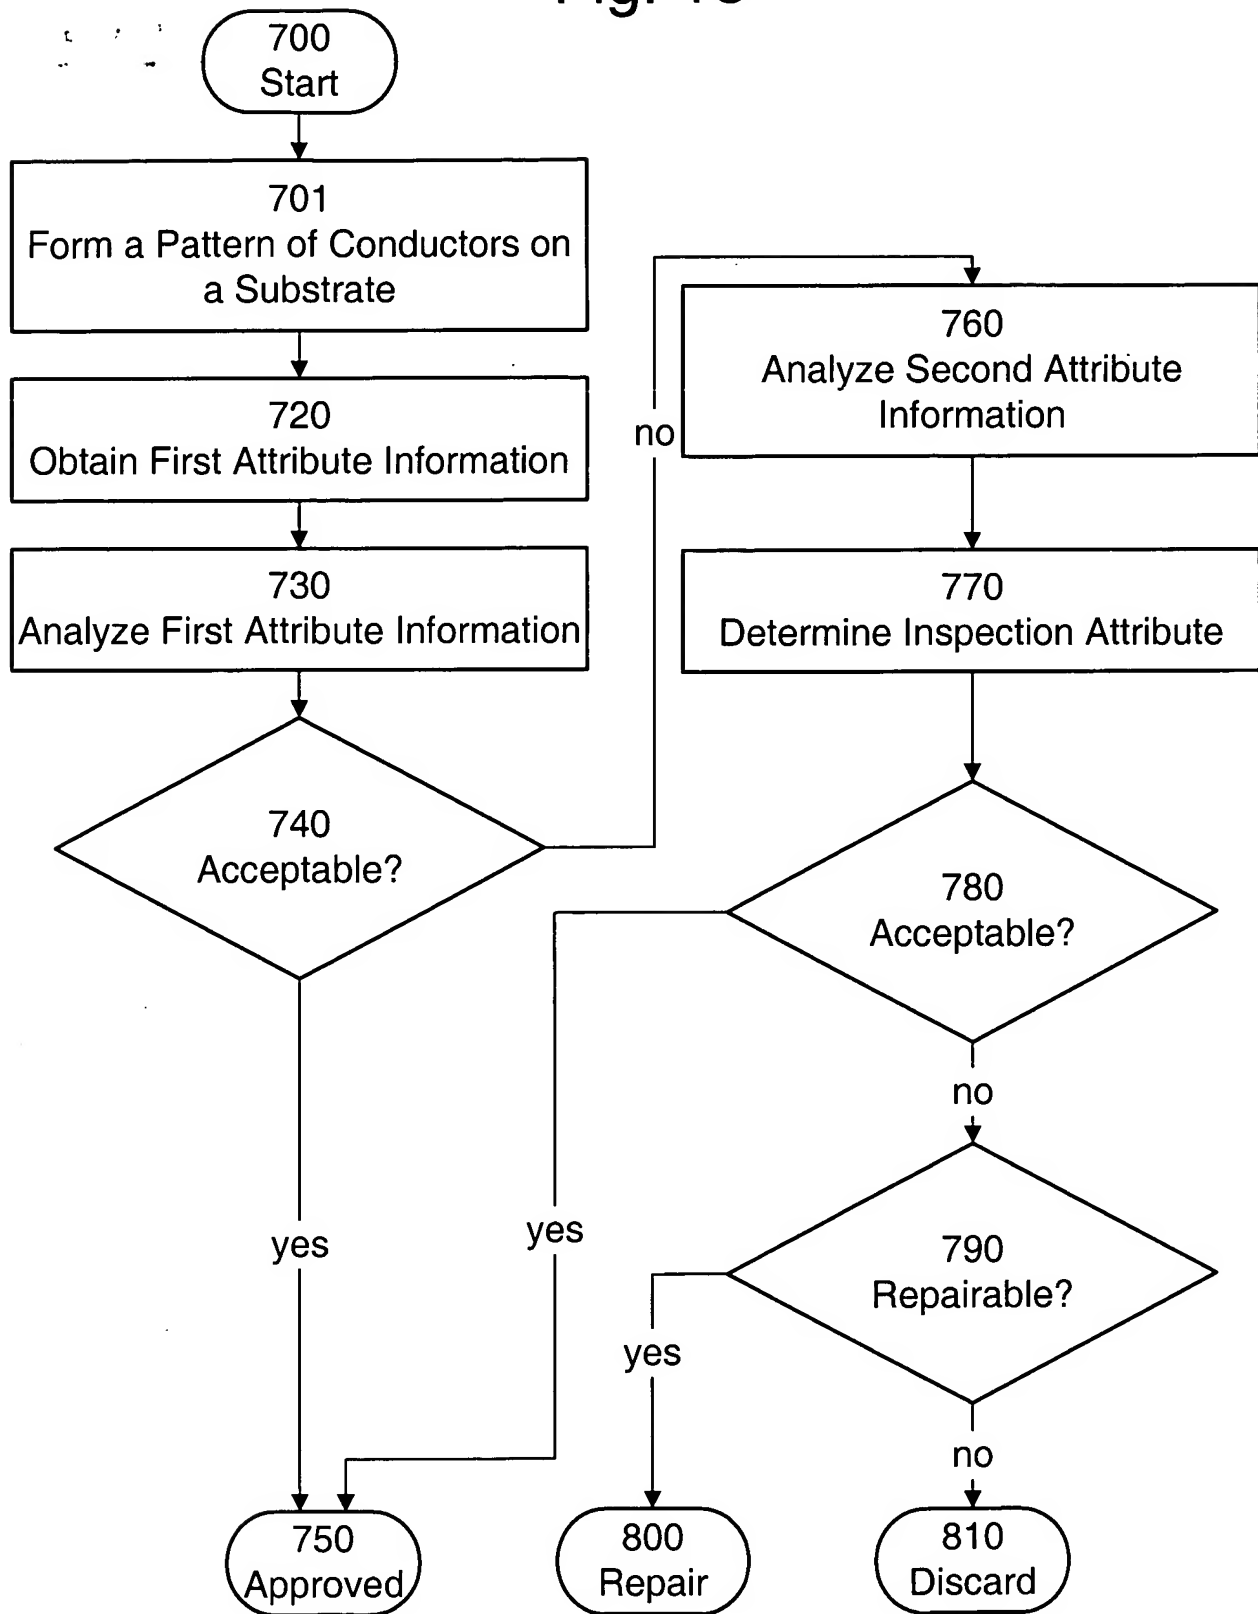 700
Start
701
Form a Pattern of Conductors on
a Substrate
720
Obtain First Attribute Information
730
Analyze First Attribute Information
740
Acceptable?
no
yes
760
Analyze Second Attribute
Information
770
Determine Inspection Attribute
780
Acceptable?
yes
no
790
Repairable?
yes
no
750
Approved
800
Repair
810
Discard